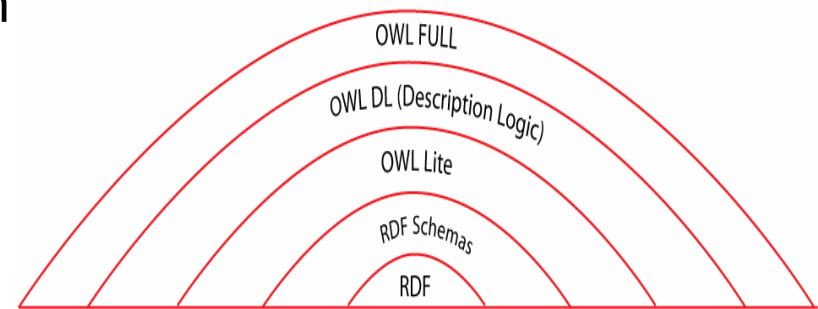 OWL FULL
OWL DL (Description Logic)
OWL Lite
RDF Schemas
RDF